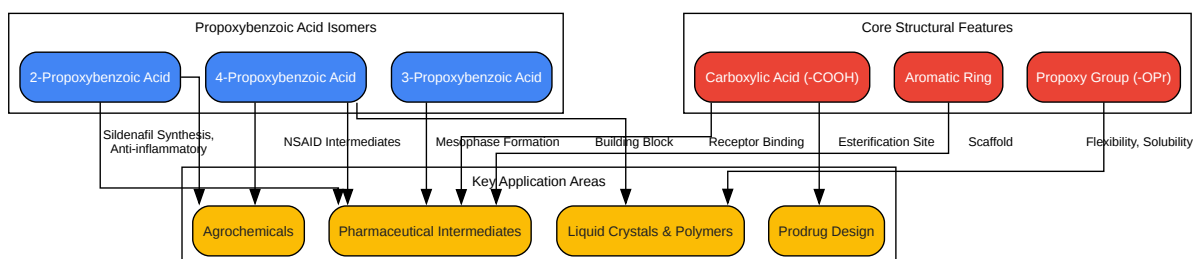 Propoxybenzoic Acid Isomers
Core Structural Features
2-Propoxybenzoic Acid
4-Propoxybenzoic Acid
3-Propoxybenzoic Acid
Carboxylic Acid (-COOH)
Aromatic Ring
Propoxy Group (-OPr)
Sildenafil Synthesis,
Anti-inflammatory
NSAID Intermediates
Mesophase Formation
Building Block
Receptor Binding
Esterification Site
Scaffold
Flexibility, Solubility
Key Application Areas
Agrochemicals
Pharmaceutical Intermediates
Liquid Crystals & Polymers
Prodrug Design